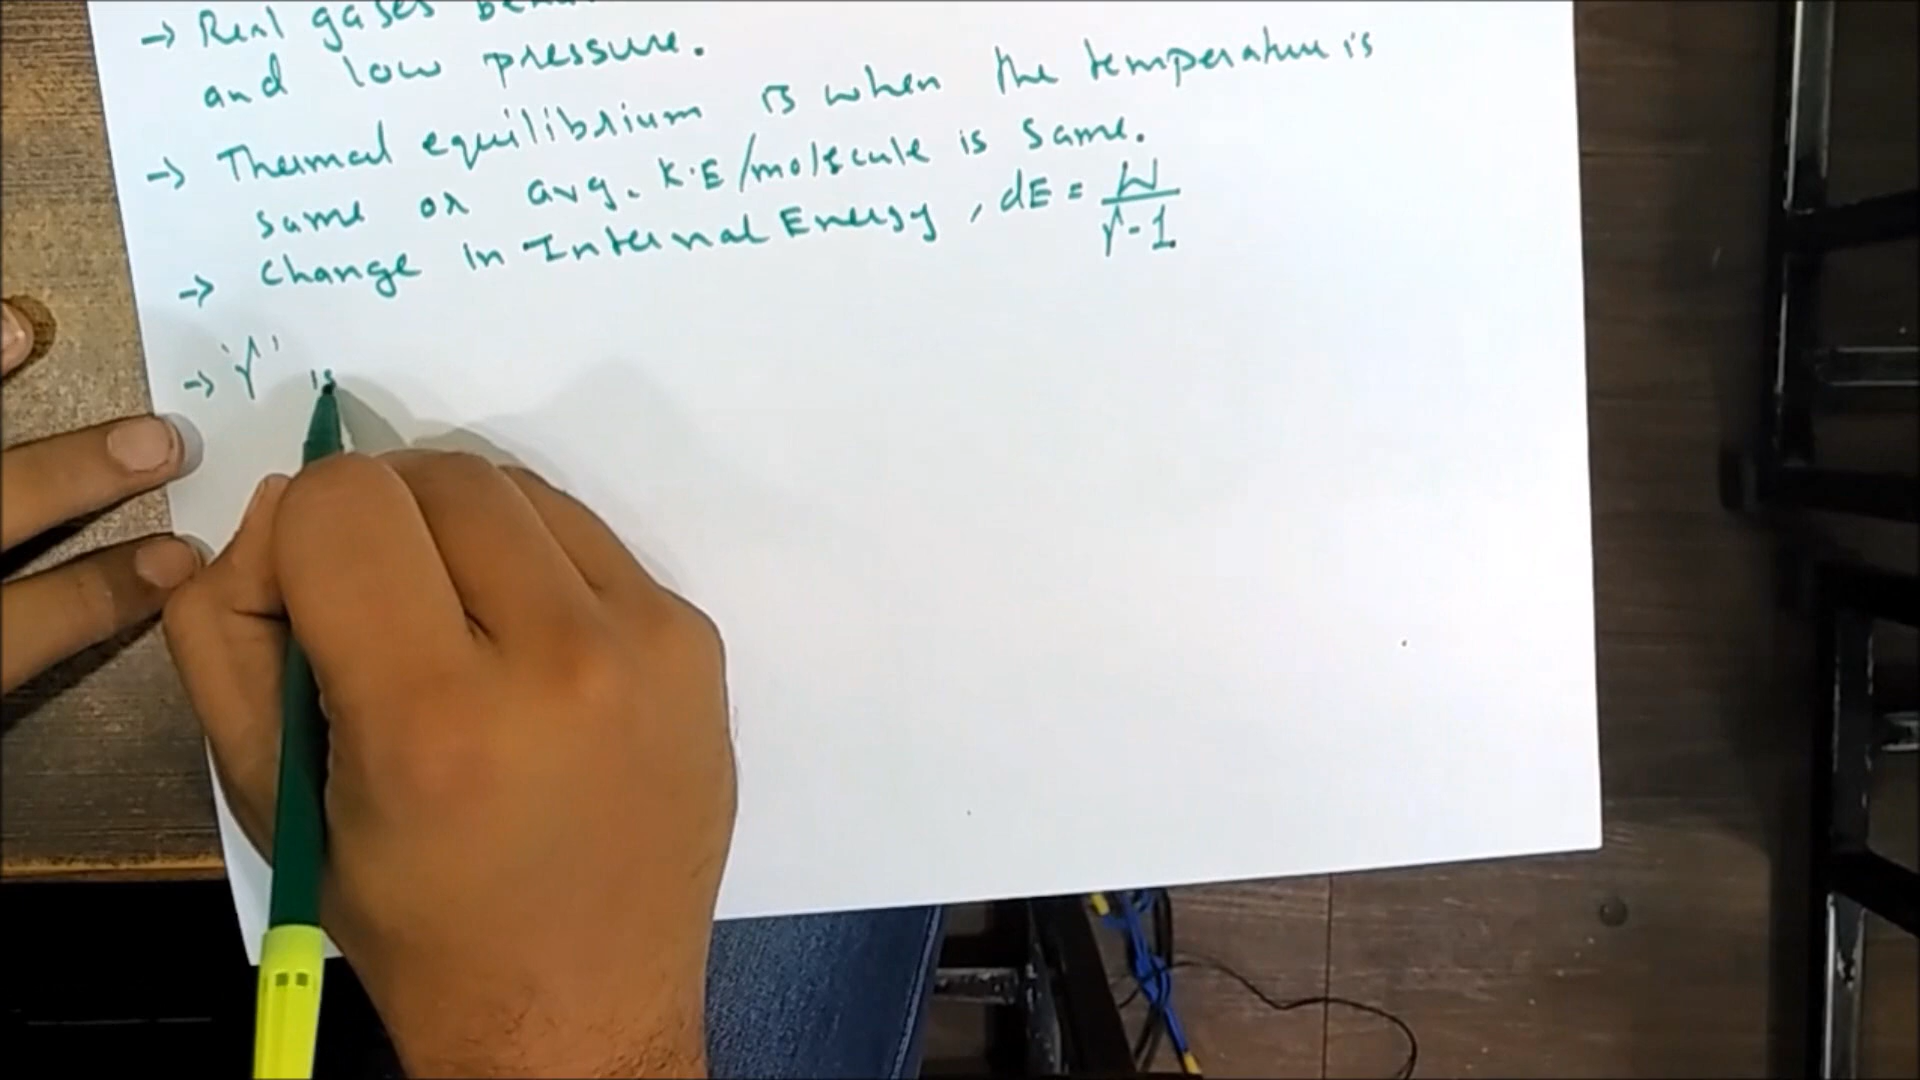 → Real gases
and low pressure.
→ Thermal equilibrium is when the temperature is
same or avg. K.E/molecule is same.
→ Change in Internal Energy, dE = W/γ-1
→ 'γ' is